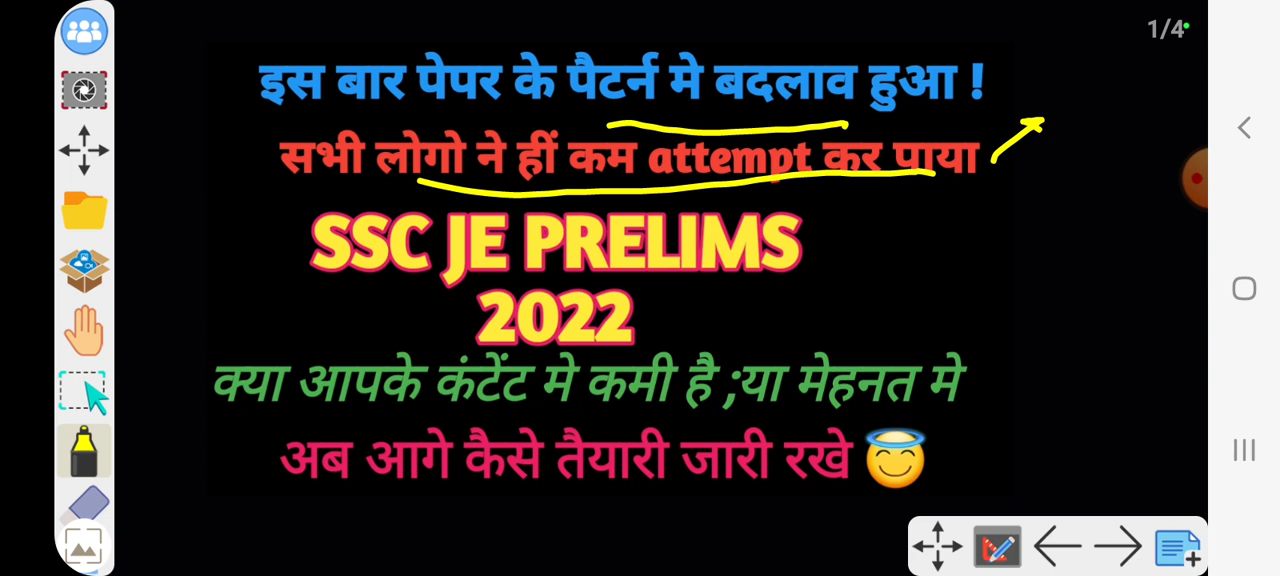 1/4
इस बार पेपर के पैटर्न मे बदलाव हुआ !
सभी लोगो ने हीं कम attempt कर पाया
SSC JE PRELIMS
2022
क्या आपके कंटेंट मे कमी है ;या मेहनत मे
अब आगे कैसे तैयारी जारी रखे